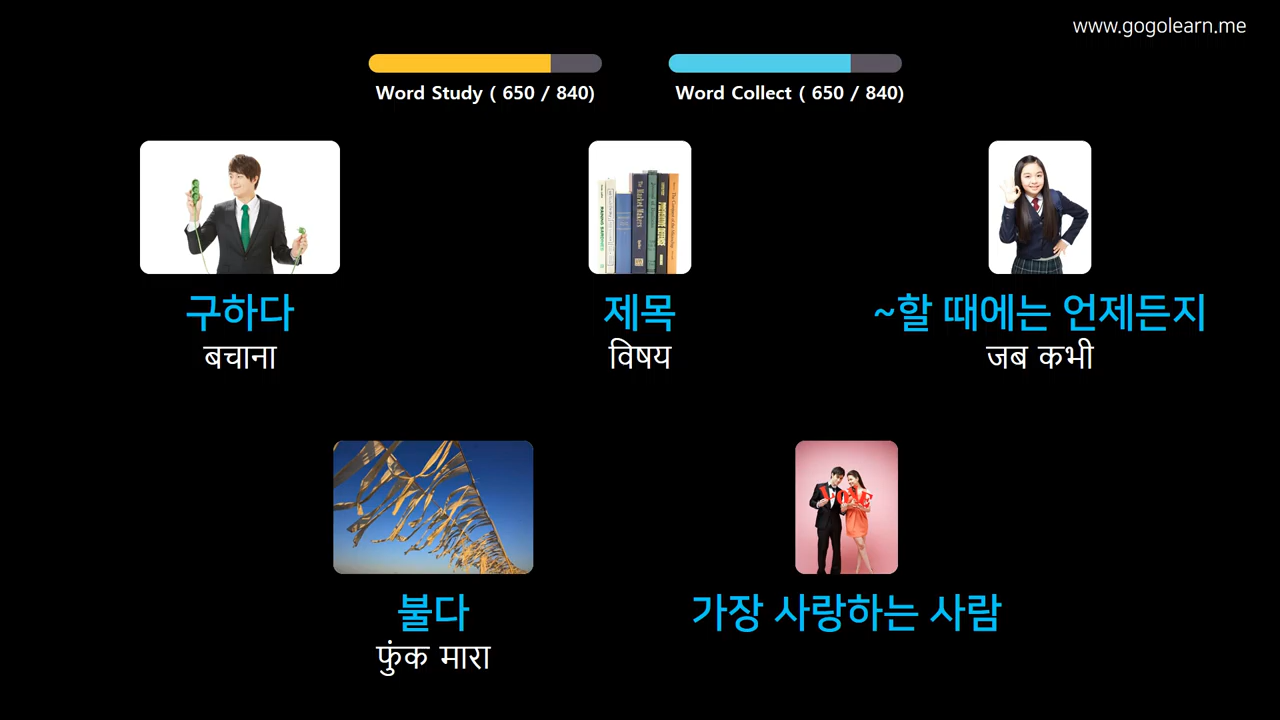 www.gogolearn.me
Word Study ( 650 / 840)
Word Collect ( 650 / 840)
구하다
बचाना
제목
विषय
~할 때에는 언제든지
जब कभी
LOVE
불다
फुंक मारा
가장 사랑하는 사람